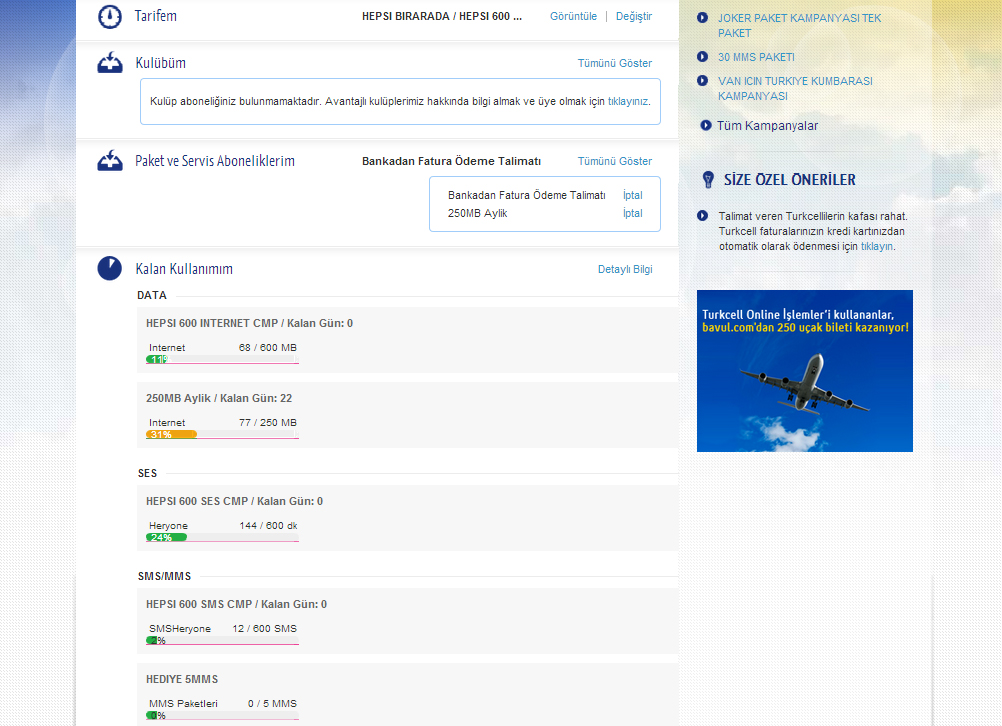 Tarifem
HEPSI BIRARADA / HEPSI 600 ...
Görüntüle | Değiştir
Kulübüm
Tümünü Göster
Kulüp aboneliğiniz bulunmamaktadır. Avantajlı kulüplerimiz hakkında bilgi almak ve üye olmak için tıklayınız.
Paket ve Servis Aboneliklerim
Bankadan Fatura Ödeme Talimatı
Tümünü Göster
Bankadan Fatura Ödeme Talimatı İptal
250MB Aylik İptal
Kalan Kullanımım
Detaylı Bilgi
DATA
HEPSI 600 INTERNET CMP / Kalan Gün: 0
Internet 68 / 600 MB
11%
250MB Aylik / Kalan Gün: 22
Internet 77 / 250 MB
31%
SES
HEPSI 600 SES CMP / Kalan Gün: 0
Heryone 144 / 600 dk
24%
SMS/MMS
HEPSI 600 SMS CMP / Kalan Gün: 0
SMSHeryone 12 / 600 SMS
2%
HEDIYE 5MMS
MMS Paketleri 0 / 5 MMS
0%
JOKER PAKET KAMPANYASI TEK
PAKET
30 MMS PAKETI
VAN ICIN TURKIYE KUMBARASI
KAMPANYASI
Tüm Kampanyalar
SİZE ÖZEL ÖNERİLER
Talimat veren Turkcellilerin kafası rahat.
Turkcell faturalarınızın kredi kartınızdan
otomatik olarak ödenmesi için tıklayın.
Turkcell Online İşlemler'i kullananlar,
bavul.com'dan 250 uçak bileti kazanıyor!